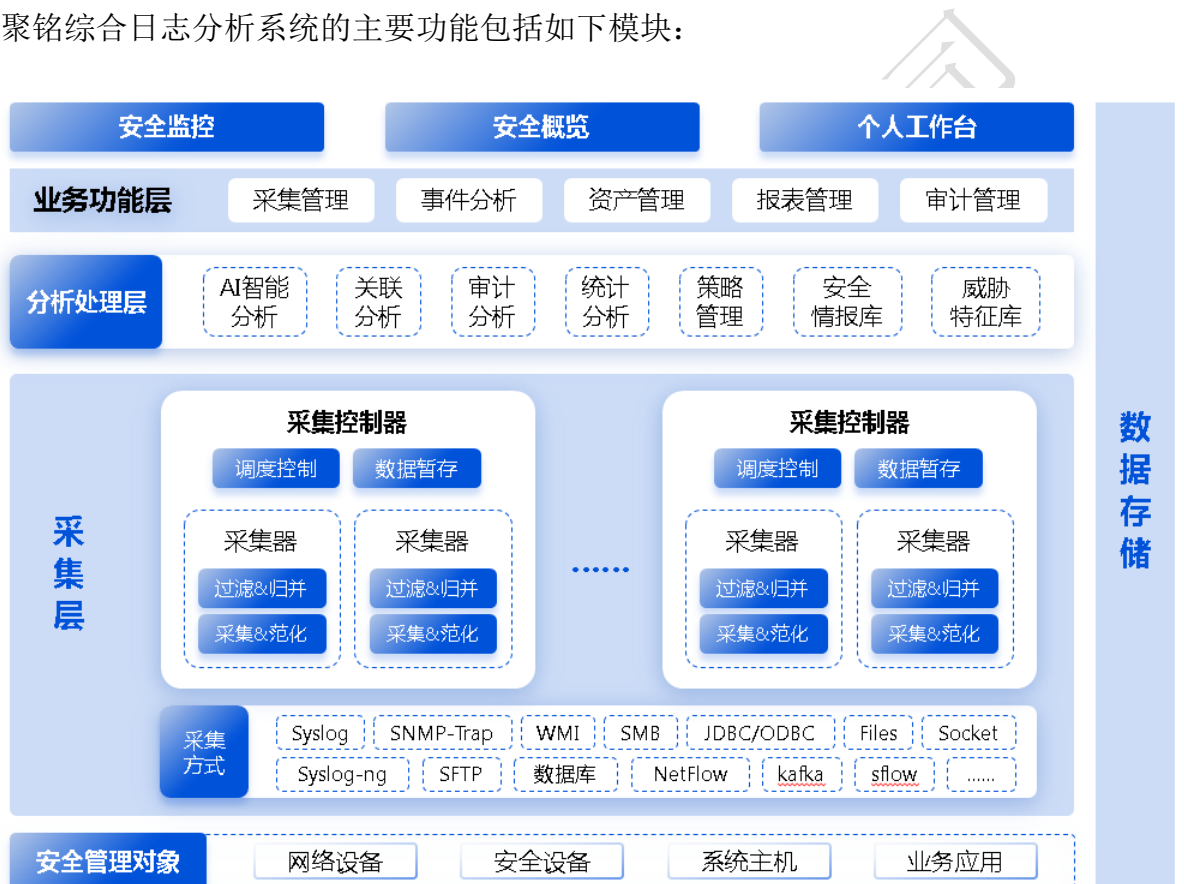 聚铭综合日志分析系统的主要功能包括如下模块：
安全监控 安全概览 个人工作台
业务功能层 采集管理 事件分析 资产管理 报表管理 审计管理
分析处理层
AI智能 关联 审计 统计 策略 安全 威胁
分析 分析 分析 分析 管理 情报库 特征库
采集层
采集控制器 采集控制器
调度控制 数据暂存 调度控制 数据暂存
采集器 采集器 …… 采集器 采集器
过滤&归并 过滤&归并 过滤&归并 过滤&归并
采集&范化 采集&范化 采集&范化 采集&范化
采集
方式
Syslog SNMP-Trap WMI SMB JDBC/ODBC Files Socket
Syslog-ng SFTP 数据库 NetFlow kafka sflow ……
安全管理对象 网络设备 安全设备 系统主机 业务应用
数据存储